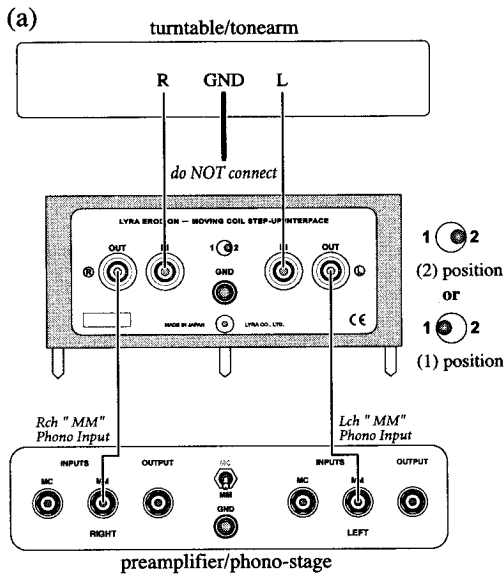 (a)
turntable/tonearm
R GND L
do NOT connect
LYRA ERODION — MOVING COIL STEP-UP INTERFACE
OUT IN 1 2 IN OUT
R GND L
MADE IN JAPAN LYRA CO., LTD. CE
1 2
(2) position
or
1 2
(1) position
Rch "MM"
Phono Input
Lch "MM"
Phono Input
INPUTS OUTPUT MC INPUTS OUTPUT
MC MM MM MC MM
GND
RIGHT LEFT
preamplifier/phono-stage